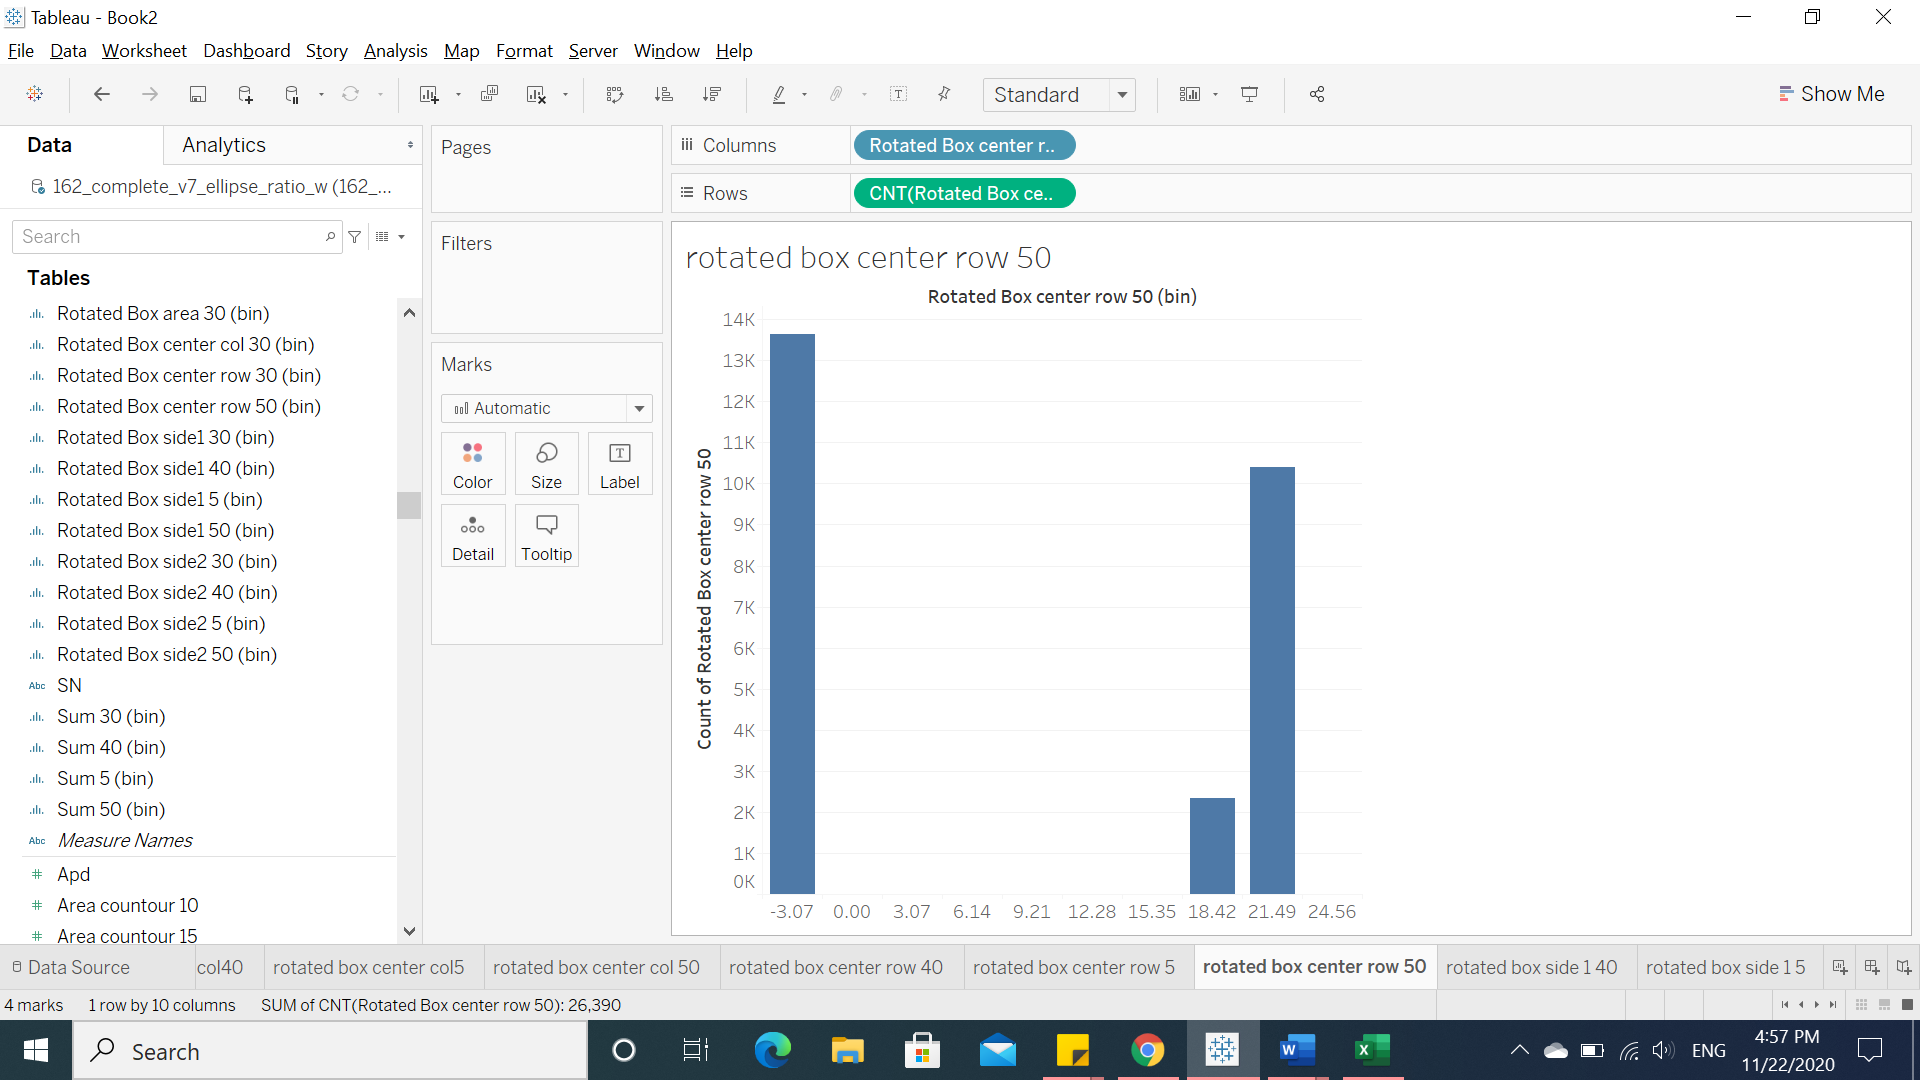 Tableau - Book2
File Data Worksheet Dashboard Story Analysis Map Format Server Window Help
Standard
Show Me
Data
Analytics
162_complete_v7_ellipse_ratio_w (162_...
Search
Tables
Rotated Box area 30 (bin)
Rotated Box center col 30 (bin)
Rotated Box center row 30 (bin)
Rotated Box center row 50 (bin)
Rotated Box side1 30 (bin)
Rotated Box side1 40 (bin)
Rotated Box side1 5 (bin)
Rotated Box side1 50 (bin)
Rotated Box side2 30 (bin)
Rotated Box side2 40 (bin)
Rotated Box side2 5 (bin)
Rotated Box side2 50 (bin)
Abc SN
Sum 30 (bin)
Sum 40 (bin)
Sum 5 (bin)
Sum 50 (bin)
Abc Measure Names
# Apd
# Area countour 10
# Area countour 15
Pages
Filters
Marks
Automatic
Color
Size
T
Label
Detail
Tooltip
Columns
Rotated Box center r..
Rows
CNT(Rotated Box ce..
rotated box center row 50
Rotated Box center row 50 (bin)
Count of Rotated Box center row 50
14K
13K
12K
11K
10K
9K
8K
7K
6K
5K
4K
3K
2K
1K
0K
-3.07 0.00 3.07 6.14 9.21 12.28 15.35 18.42 21.49 24.56
Data Source
col40
rotated box center col5
rotated box center col 50
rotated box center row 40
rotated box center row 5
rotated box center row 50
rotated box side 1 40
rotated box side 1 5
4 marks
1 row by 10 columns
SUM of CNT(Rotated Box center row 50): 26,390
Search
ENG
4:57 PM
11/22/2020